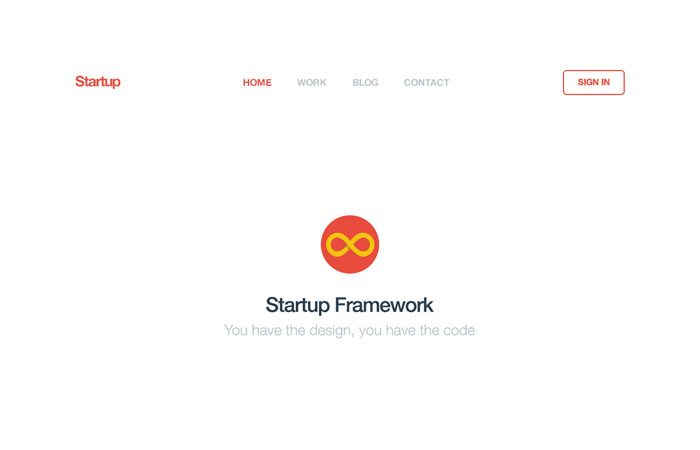 Startup HOME WORK BLOG CONTACT SIGN IN
Startup Framework
You have the design, you have the code